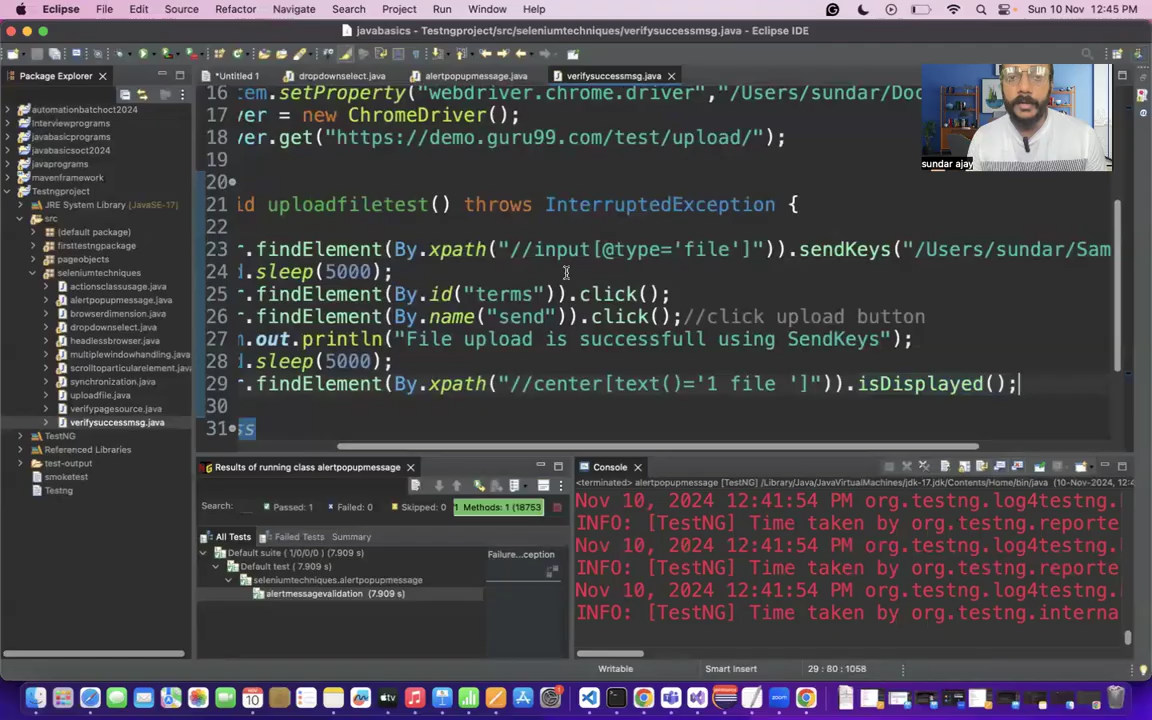 Eclipse File Edit Source Refactor Navigate Search Project Run Window Help Sun 10 Nov 12:45 PM
javabasics - Testngproject/src/seleniumtechniques/verifysuccessmsg.java - Eclipse IDE
Package Explorer
*Untitled 1 dropdownselect.java alertpopupmessage.java verifysuccessmsg.java
automationbatchoct2024
Interviewprograms
javabasicprograms
javabasicsoct2024
javaprograms
mavenframework
Testngproject
JRE System Library [JavaSE-17]
src
(default package)
firsttestngpackage
pageobjects
seleniumtechniques
actionsclassusage.java
alertpopupmessage.java
browserdimension.java
dropdownselect.java
headlessbrowser.java
multiplewindowhandling.java
scrolltoparticularelement.java
synchronization.java
uploadfile.java
verifypagesource.java
verifysuccessmsg.java
TestNG
Referenced Libraries
test-output
smoketest
Testng
16 tem.setProperty("webdriver.chrome.driver","/Users/sundar/Doc
17 ver = new ChromeDriver();
18 ver.get("https://demo.guru99.com/test/upload/");
19
20
21 id uploadfiletest() throws InterruptedException {
22
23 r.findElement(By.xpath("//input[@type='file']")).sendKeys("/Users/sundar/Sam
24 d.sleep(5000);
25 r.findElement(By.id("terms")).click();
26 r.findElement(By.name("send")).click();//click upload button
27 m.out.println("File upload is successfull using SendKeys");
28 d.sleep(5000);
29 r.findElement(By.xpath("//center[text()='1 file ']")).isDisplayed();
30
31 ss
sundar ajay
Results of running class alertpopupmessage
Search: Passed: 1 Failed: 0 Skipped: 0 1 Methods: 1 (18753
All Tests Failed Tests Summary
Default suite ( 1/0/0/0 ) (7.909 s)
Default test ( 7.909 s)
seleniumtechniques.alertpopupmessage
alertmessagevalidation (7.909 s)
Failure...ception
Console
<terminated> alertpopupmessage [TestNG] /Library/Java/JavaVirtualMachines/jdk-17.jdk/Contents/Home/bin/java (10-Nov-2024, 12
Nov 10, 2024 12:41:54 PM org.testng.log4testng.
INFO: [TestNG] Time taken by org.testng.reporte
Nov 10, 2024 12:41:54 PM org.testng.log4testng.
INFO: [TestNG] Time taken by org.testng.reporte
Nov 10, 2024 12:41:54 PM org.testng.log4testng.
INFO: [TestNG] Time taken by org.testng.interna
Writable Smart Insert 29 : 80 : 1058